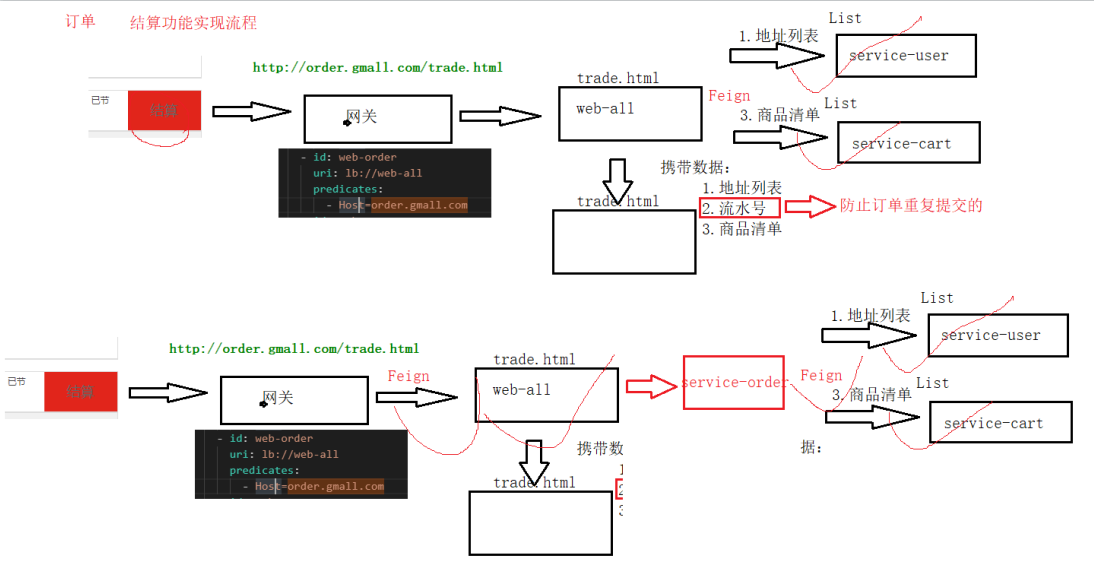 订单 结算功能实现流程
List
1.地址列表
service-user
http://order.gmall.com/trade.html
trade.html
已节
结算
网关
web-all
Feign
List
3.商品清单
service-cart
- id: web-order
uri: lb://web-all
predicates:
- Host=order.gmall.com
携带数据:
1.地址列表
trade.html
2.流水号
防止订单重复提交的
3.商品清单
List
1.地址列表
service-user
http://order.gmall.com/trade.html
trade.html
已节
结算
网关
Feign
web-all
service-order
Feign
List
3.商品清单
service-cart
- id: web-order
uri: lb://web-all
predicates:
- Host=order.gmall.com
携带数
据:
trade.html